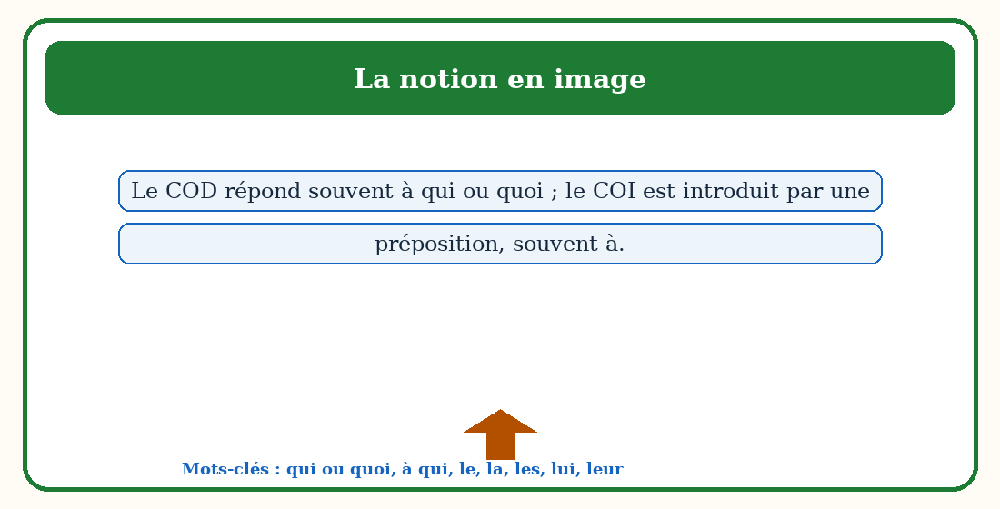 La notion en image
Le COD répond souvent à qui ou quoi ; le COI est introduit par une
préposition, souvent à.
Mots-clés : qui ou quoi, à qui, le, la, les, lui, leur